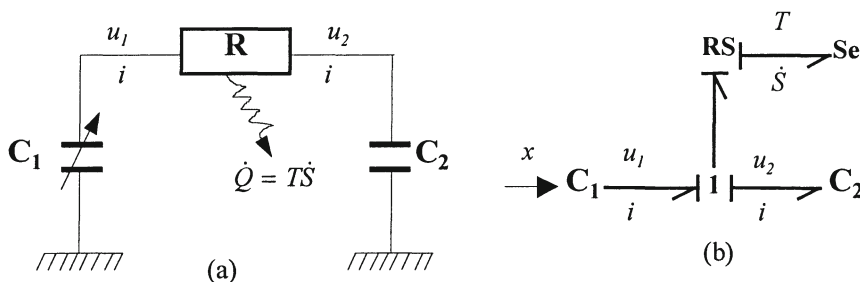 u₁ R u₂
i i
C₁ C₂
Q̇ = TṠ
(a)
T
RS Se
Ṡ
x u₁ u₂
C₁ 1 C₂
i i
(b)